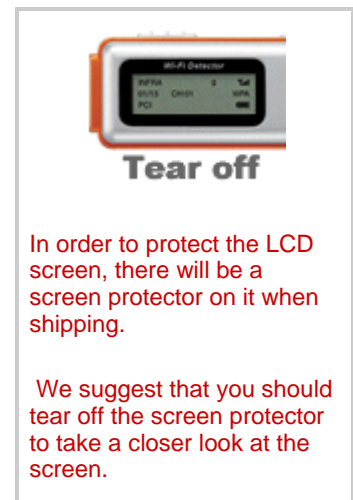 Wi-Fi Detector
INFRA
01/13 CH:01 WPA
PCI
Tear off
In order to protect the LCD
screen, there will be a
screen protector on it when
shipping.
We suggest that you should
tear off the screen protector
to take a closer look at the
screen.